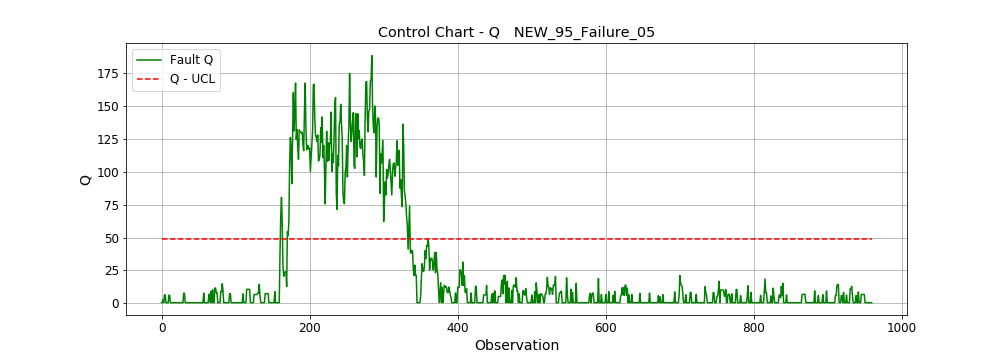 Control Chart - Q   NEW_95_Failure_05
Fault Q
Q - UCL
175
150
125
100
75
50
25
0
Q
0 200 400 600 800 1000
Observation